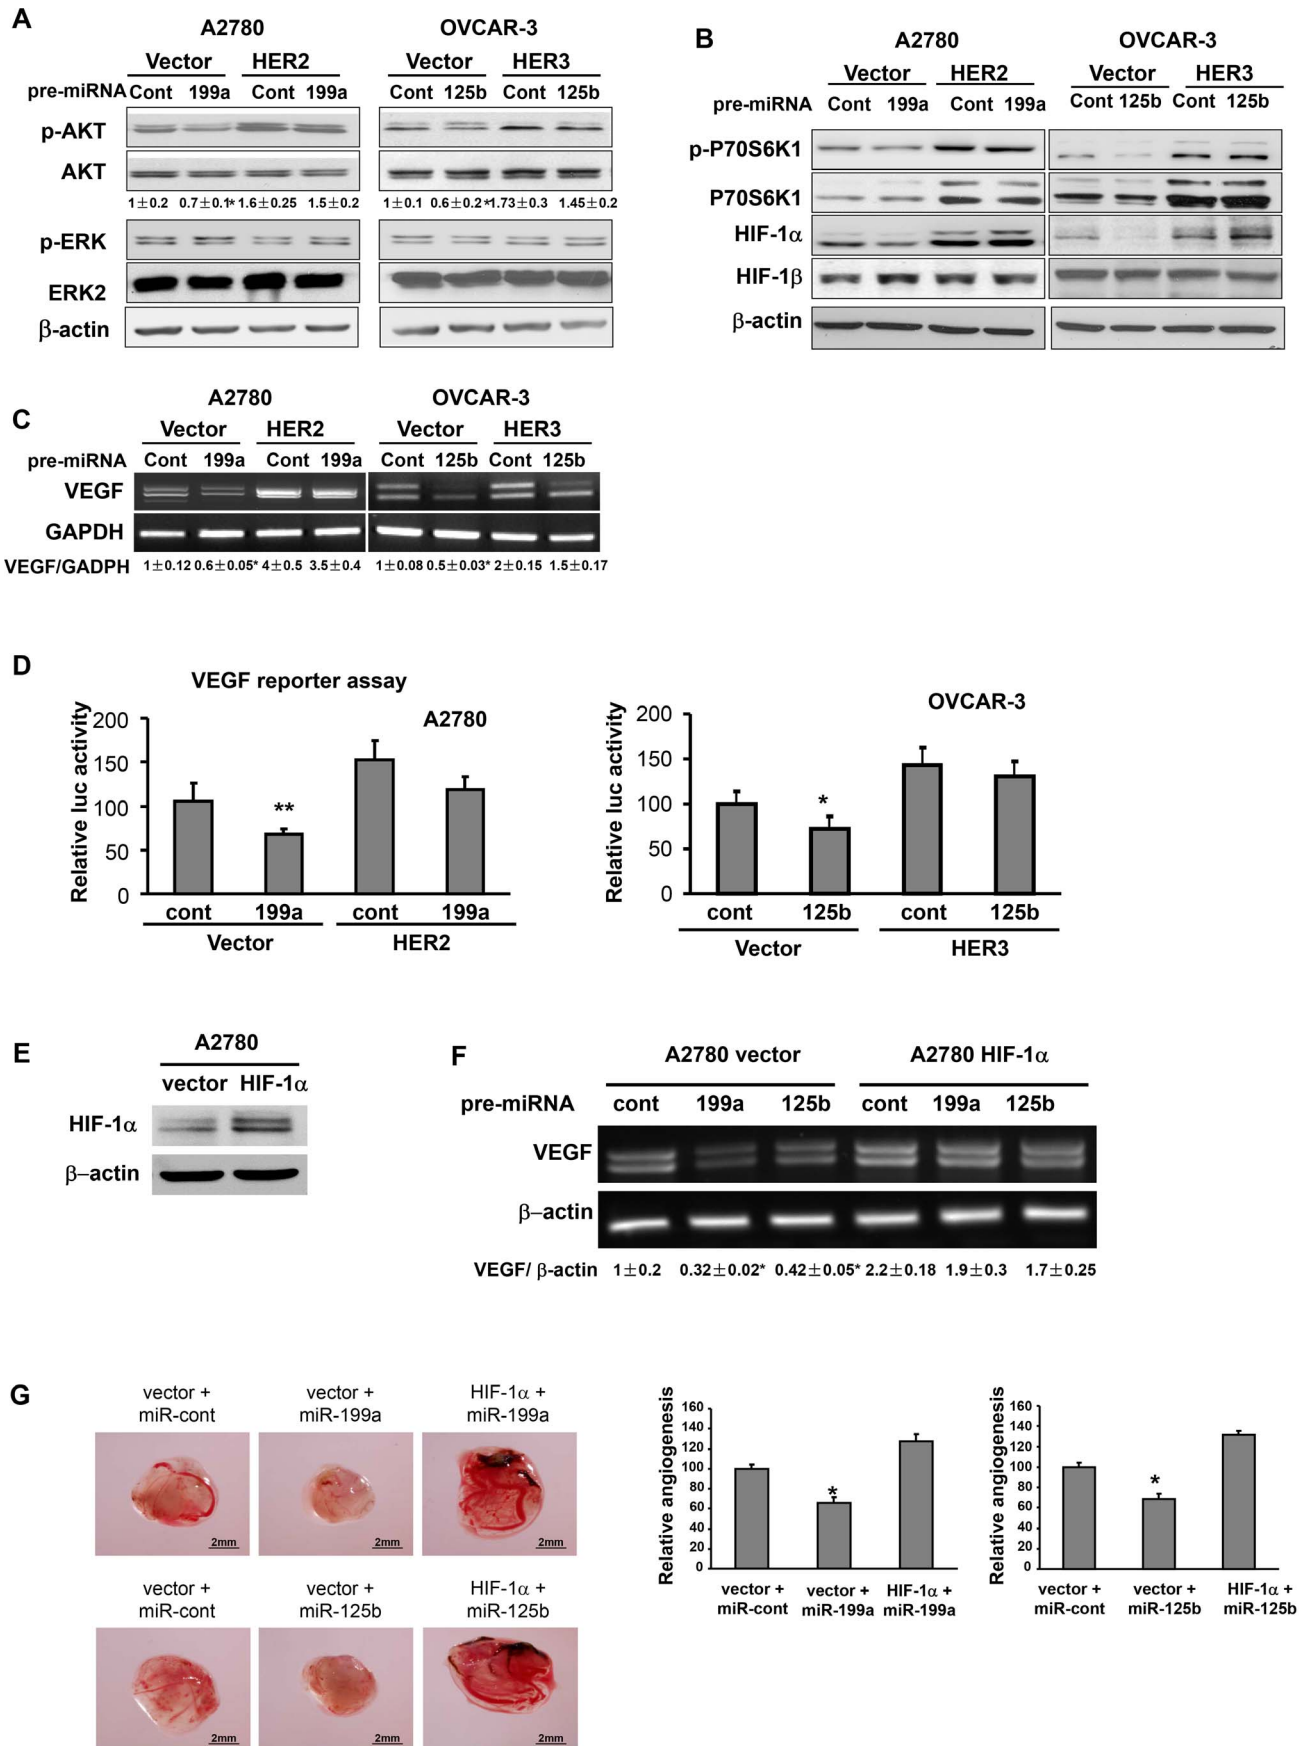 A
A2780
OVCAR-3
Vector HER2
Vector HER3
pre-miRNA Cont 199a Cont 199a
Cont 125b Cont 125b
p-AKT
AKT
1±0.2 0.7±0.1* 1.6±0.25 1.5±0.2
1±0.1 0.6±0.2 *1.73±0.3 1.45±0.2
p-ERK
ERK2
β-actin
B
A2780
OVCAR-3
Vector HER2
Vector HER3
pre-miRNA Cont 199a Cont 199a
Cont 125b Cont 125b
p-P70S6K1
P70S6K1
HIF-1α
HIF-1β
β-actin
C
A2780
OVCAR-3
Vector HER2
Vector HER3
pre-miRNA Cont 199a Cont 199a
Cont 125b Cont 125b
VEGF
GAPDH
VEGF/GADPH 1±0.12 0.6±0.05* 4±0.5 3.5±0.4
1±0.08 0.5±0.03* 2±0.15 1.5±0.17
D
VEGF reporter assay
A2780
Relative luc activity
200
150
100
50
0
**
cont 199a cont 199a
Vector HER2
OVCAR-3
Relative luc activity
200
150
100
50
0
*
cont 125b cont 125b
Vector HER3
E
A2780
vector HIF-1α
HIF-1α
β–actin
F
A2780 vector
A2780 HIF-1α
pre-miRNA cont 199a 125b cont 199a 125b
VEGF
β–actin
VEGF/ β-actin 1±0.2 0.32±0.02* 0.42±0.05* 2.2±0.18 1.9±0.3 1.7±0.25
G
vector +
miR-cont
vector +
miR-199a
HIF-1α +
miR-199a
2mm
2mm
2mm
vector +
miR-cont
vector +
miR-125b
HIF-1α +
miR-125b
2mm
2mm
2mm
Relative angiogenesis
160
140
120
100
80
60
40
20
0
*
vector +
miR-cont
vector +
miR-199a
HIF-1α +
miR-199a
Relative angiogenesis
160
140
120
100
80
60
40
20
0
*
vector +
miR-cont
vector +
miR-125b
HIF-1α +
miR-125b